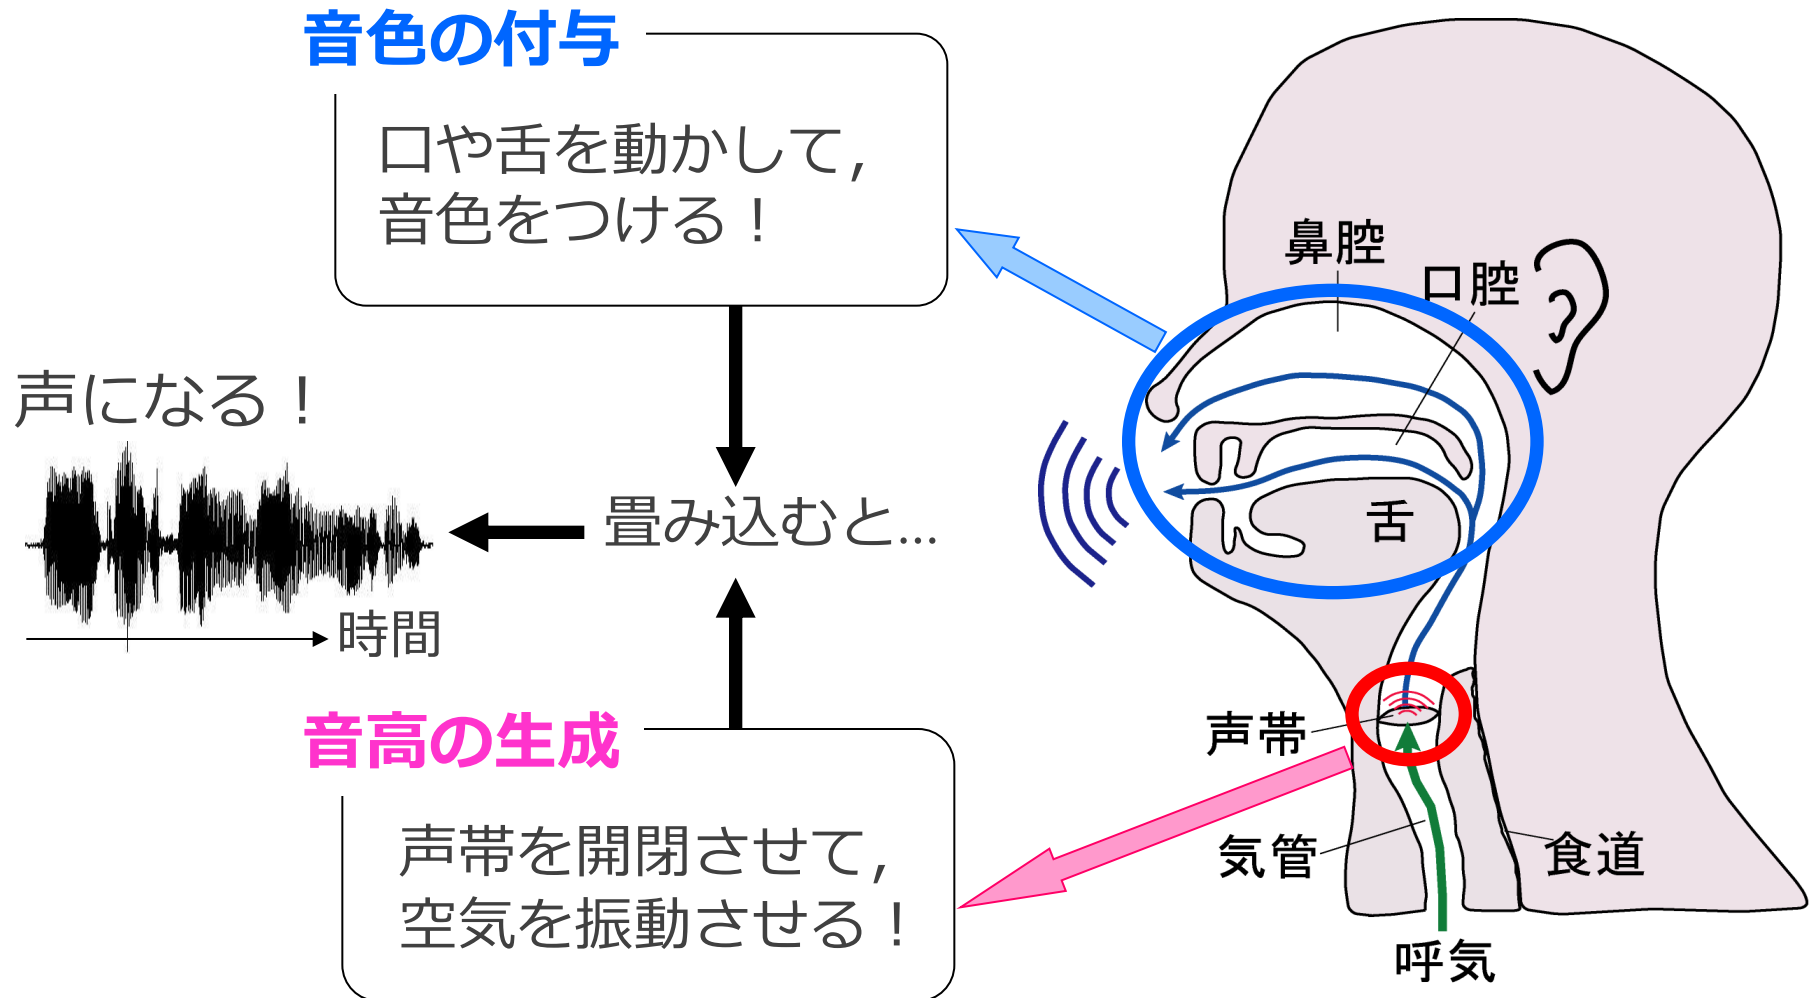 音色の付与
口や舌を動かして,
音色をつける！
声になる！
時間
畳み込むと...
音高の生成
声帯を開閉させて,
空気を振動させる！
鼻腔
口腔
舌
声帯
気管
食道
呼気